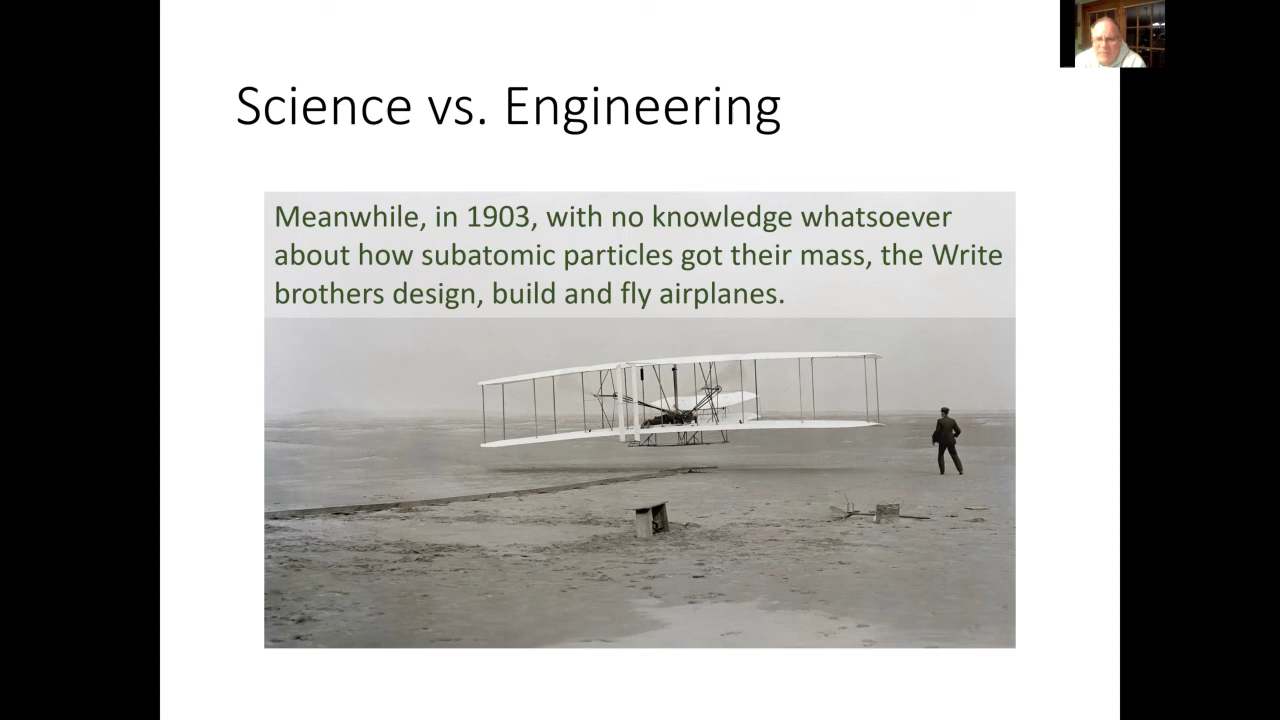 Science vs. Engineering
Meanwhile, in 1903, with no knowledge whatsoever
about how subatomic particles got their mass, the Write
brothers design, build and fly airplanes.